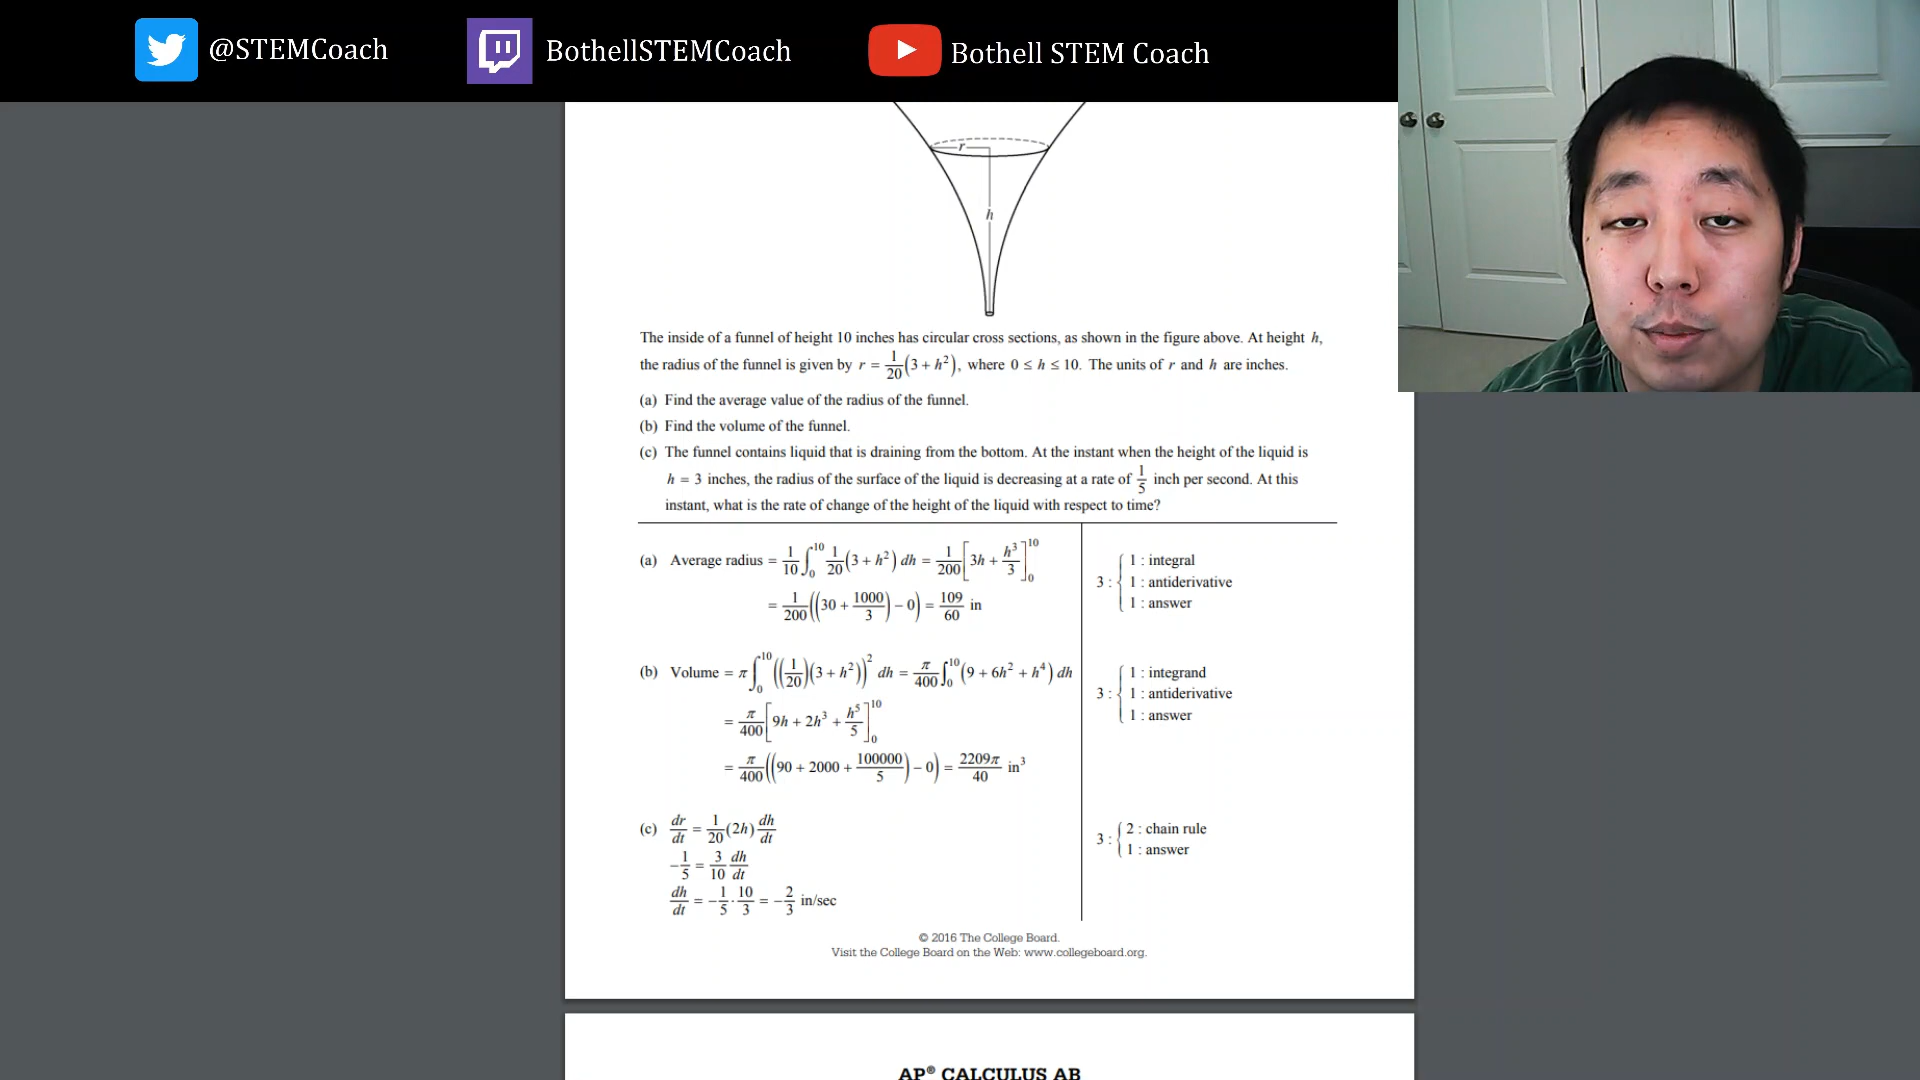 @STEMCoach BothellSTEMCoach Bothell STEM Coach
r
h
The inside of a funnel of height 10 inches has circular cross sections, as shown in the figure above. At height h,
the radius of the funnel is given by r = 1/20 (3 + h²), where 0 ≤ h ≤ 10. The units of r and h are inches.
(a) Find the average value of the radius of the funnel.
(b) Find the volume of the funnel.
(c) The funnel contains liquid that is draining from the bottom. At the instant when the height of the liquid is
h = 3 inches, the radius of the surface of the liquid is decreasing at a rate of 1/5 inch per second. At this
instant, what is the rate of change of the height of the liquid with respect to time?
(a) Average radius = 1/10 ∫₀¹⁰ 1/20 (3 + h²) dh = 1/200 [3h + h³/3]₀¹⁰
= 1/200 ((30 + 1000/3) − 0) = 109/60 in
3 : { 1 : integral
1 : antiderivative
1 : answer
(b) Volume = π ∫₀¹⁰ ((1/20)(3 + h²))² dh = π/400 ∫₀¹⁰ (9 + 6h² + h⁴) dh
= π/400 [9h + 2h³ + h⁵/5]₀¹⁰
= π/400 ((90 + 2000 + 100000/5) − 0) = 2209π/40 in³
3 : { 1 : integrand
1 : antiderivative
1 : answer
(c) dr/dt = 1/20 (2h) dh/dt
−1/5 = 3/10 dh/dt
dh/dt = −1/5 · 10/3 = −2/3 in/sec
3 : { 2 : chain rule
1 : answer
© 2016 The College Board.
Visit the College Board on the Web: www.collegeboard.org.
AP® CALCULUS AB